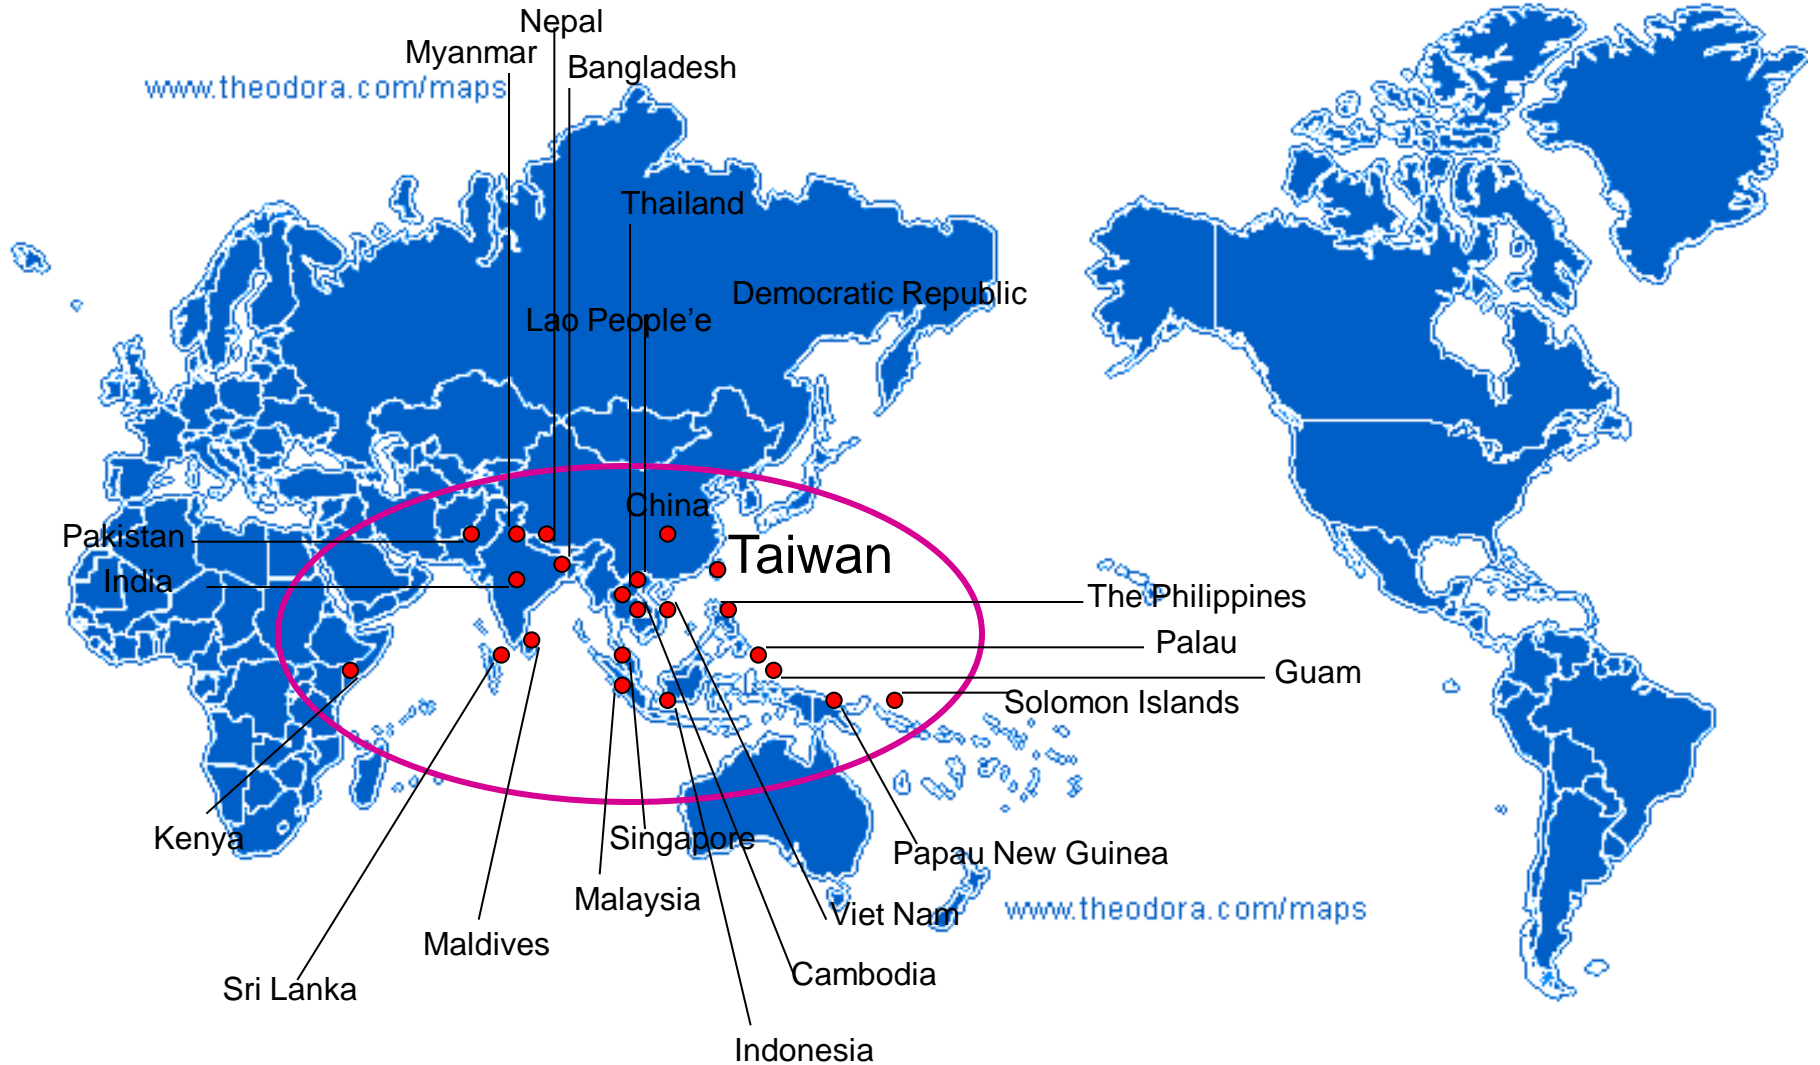 Nepal
Myanmar
Bangladesh
www.theodora.com/maps
Thailand
Democratic Republic
Lao People’e
China
Pakistan
Taiwan
India
The Philippines
Palau
Guam
Solomon Islands
Kenya
Singapore
Papau New Guinea
Malaysia
Viet Nam
www.theodora.com/maps
Maldives
Cambodia
Sri Lanka
Indonesia